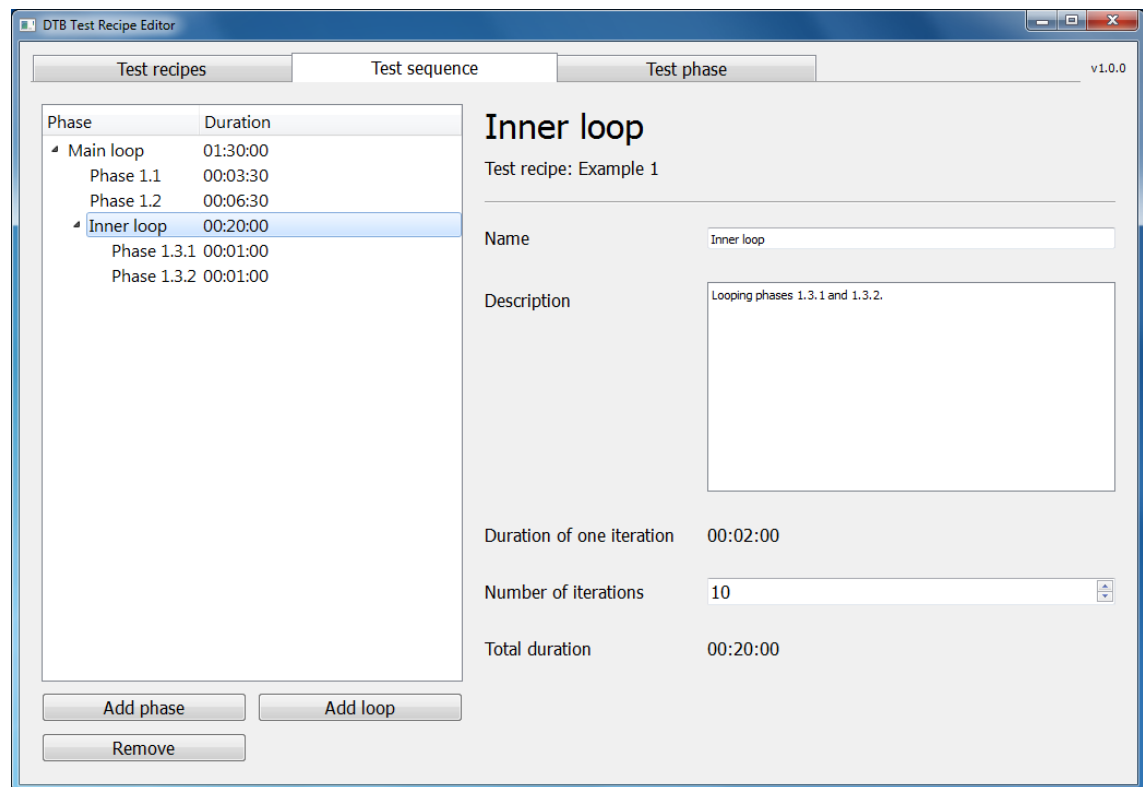 DTB Test Recipe Editor
Test recipes Test sequence Test phase v1.0.0
Phase Duration
Main loop 01:30:00
Phase 1.1 00:03:30
Phase 1.2 00:06:30
Inner loop 00:20:00
Phase 1.3.1 00:01:00
Phase 1.3.2 00:01:00
Add phase Add loop
Remove
Inner loop
Test recipe: Example 1
Name Inner loop
Description Looping phases 1.3.1 and 1.3.2.
Duration of one iteration 00:02:00
Number of iterations 10
Total duration 00:20:00